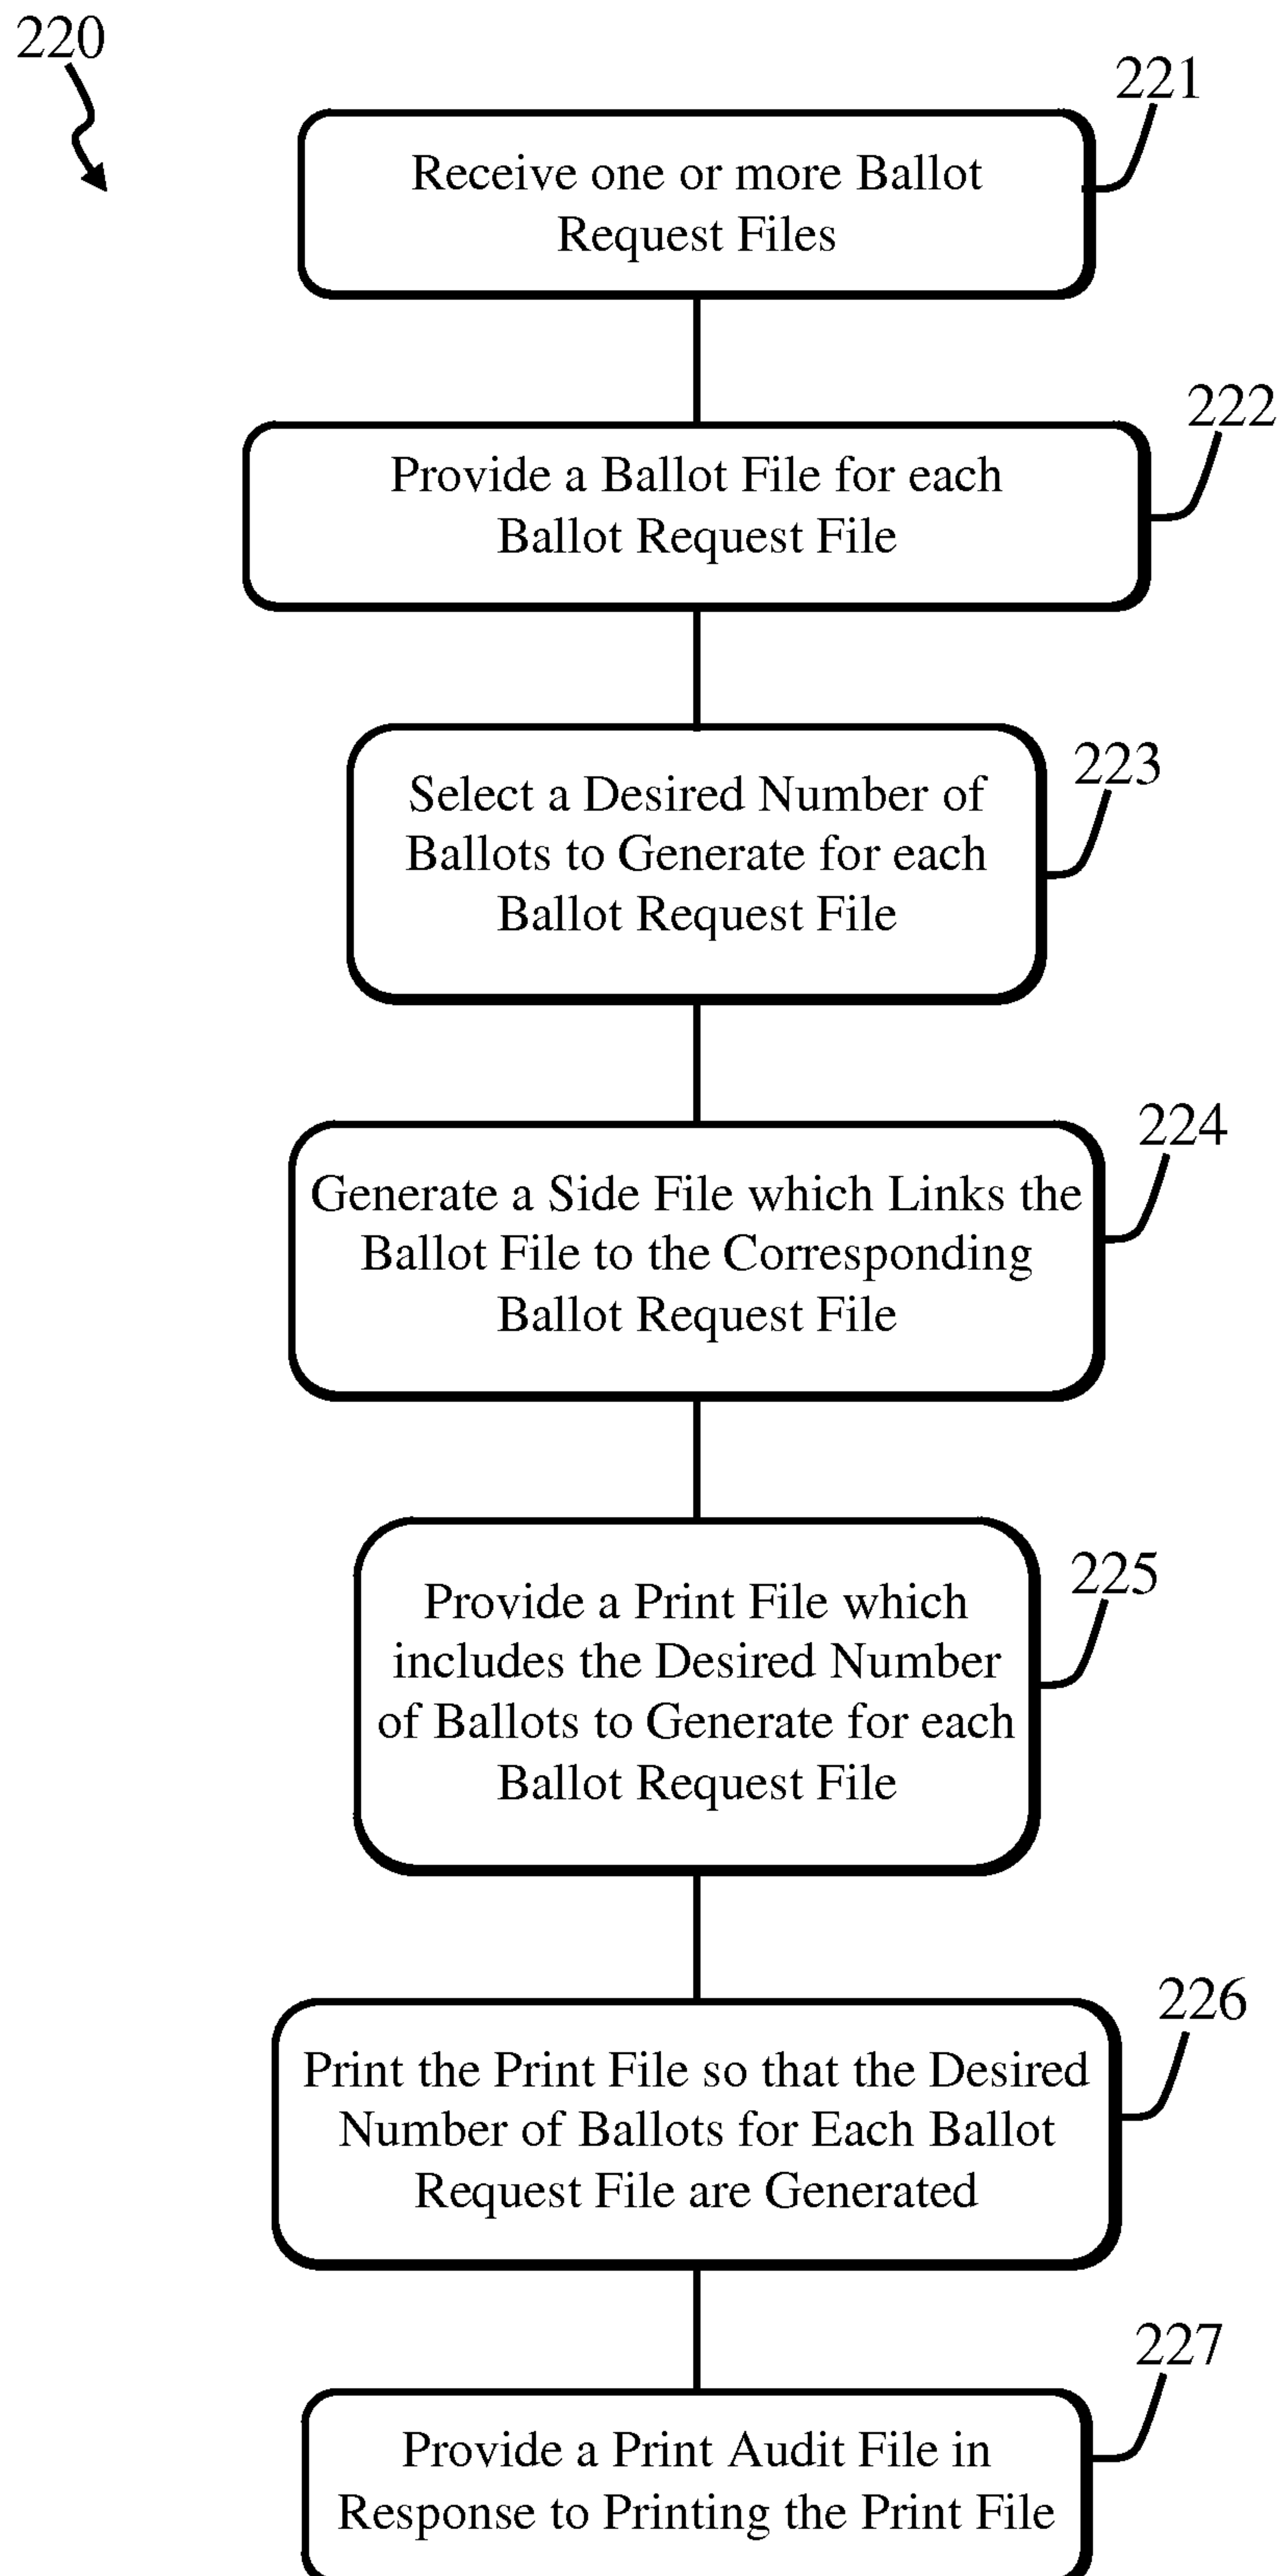 220
221
Receive one or more Ballot
Request Files
222
Provide a Ballot File for each
Ballot Request File
223
Select a Desired Number of
Ballots to Generate for each
Ballot Request File
224
Generate a Side File which Links the
Ballot File to the Corresponding
Ballot Request File
225
Provide a Print File which
includes the Desired Number
of Ballots to Generate for each
Ballot Request File
226
Print the Print File so that the Desired
Number of Ballots for Each Ballot
Request File are Generated
227
Provide a Print Audit File in
Response to Printing the Print File